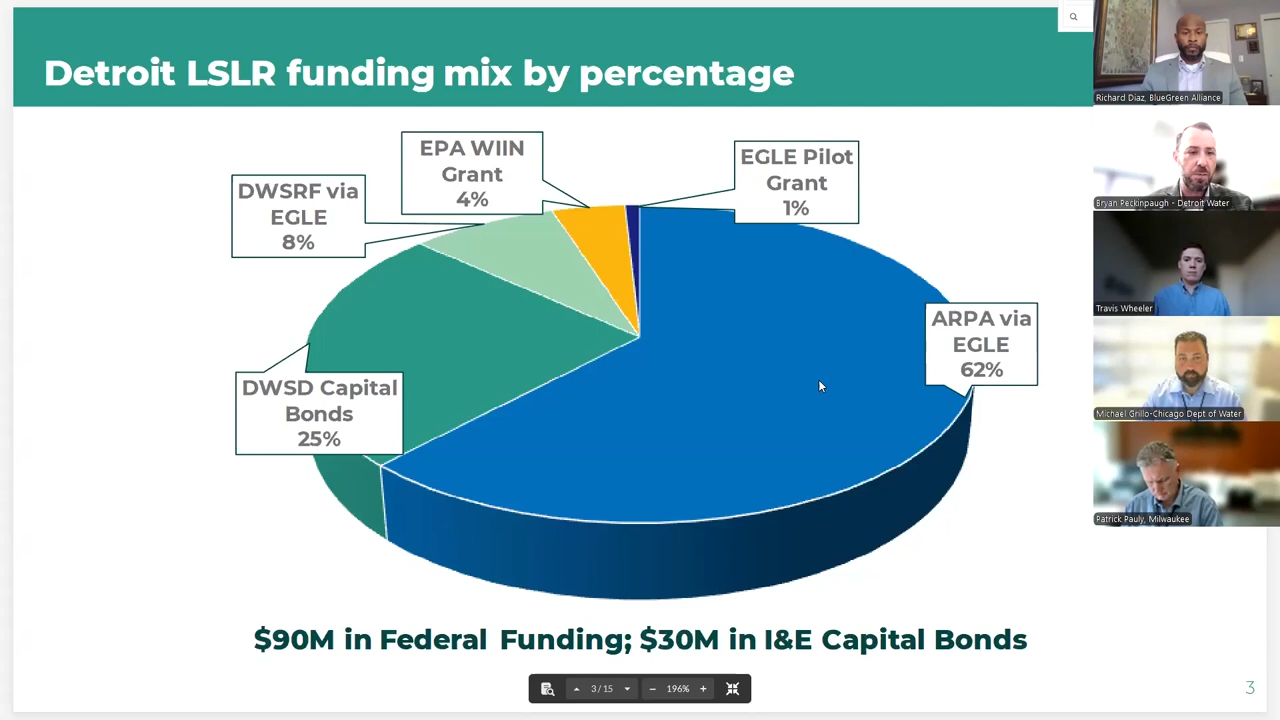 Detroit LSLR funding mix by percentage
EPA WIIN
Grant
4%
EGLE Pilot
Grant
1%
DWSRF via
EGLE
8%
ARPA via
EGLE
62%
DWSD Capital
Bonds
25%
$90M in Federal Funding; $30M in I&E Capital Bonds
3/15
196%
3
Richard Diaz, BlueGreen Alliance
Bryan Peckinpaugh - Detroit Water
Travis Wheeler
Michael Grillo-Chicago Dept of Water
Patrick Pauly, Milwaukee